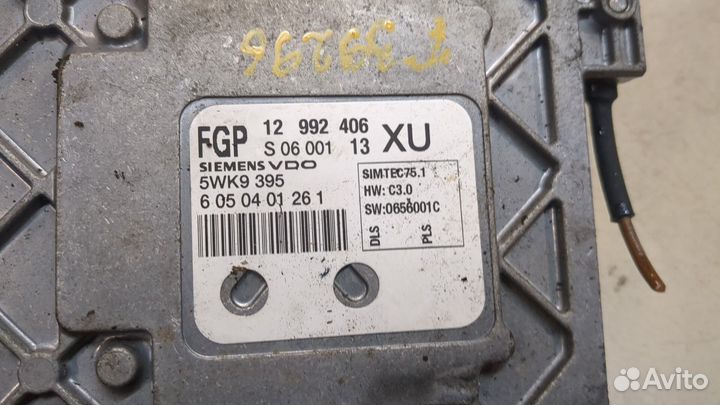 FGP 12 992 406 XU
S 06 001 13
SIEMENS VDO
5WK9 395
6 05 04 01 26 1
SIMTEC75.1
HW: C3.0
SW:0656001C
DLS PLS
Avito